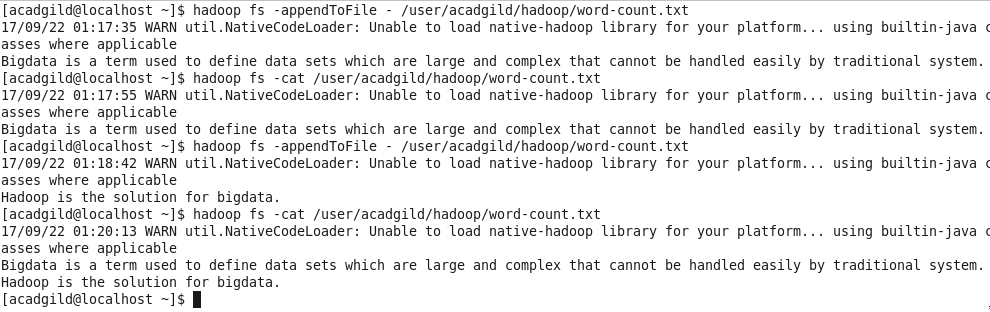 [acadgild@localhost ~]$ hadoop fs -appendToFile - /user/acadgild/hadoop/word-count.txt
17/09/22 01:17:35 WARN util.NativeCodeLoader: Unable to load native-hadoop library for your platform... using builtin-java c
asses where applicable
Bigdata is a term used to define data sets which are large and complex that cannot be handled easily by traditional system.
[acadgild@localhost ~]$ hadoop fs -cat /user/acadgild/hadoop/word-count.txt
17/09/22 01:17:55 WARN util.NativeCodeLoader: Unable to load native-hadoop library for your platform... using builtin-java c
asses where applicable
Bigdata is a term used to define data sets which are large and complex that cannot be handled easily by traditional system.
[acadgild@localhost ~]$ hadoop fs -appendToFile - /user/acadgild/hadoop/word-count.txt
17/09/22 01:18:42 WARN util.NativeCodeLoader: Unable to load native-hadoop library for your platform... using builtin-java c
asses where applicable
Hadoop is the solution for bigdata.
[acadgild@localhost ~]$ hadoop fs -cat /user/acadgild/hadoop/word-count.txt
17/09/22 01:20:13 WARN util.NativeCodeLoader: Unable to load native-hadoop library for your platform... using builtin-java c
asses where applicable
Bigdata is a term used to define data sets which are large and complex that cannot be handled easily by traditional system.
Hadoop is the solution for bigdata.
[acadgild@localhost ~]$